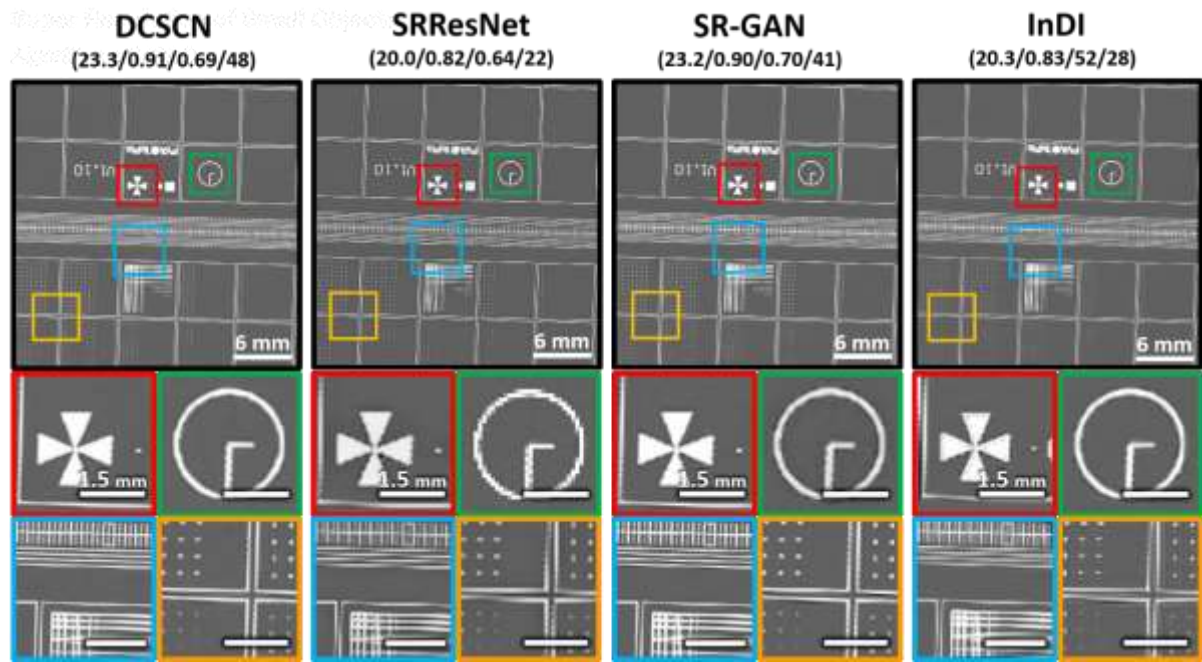 DCSCN SRResNet SR-GAN InDI
(23.3/0.91/0.69/48) (20.0/0.82/0.64/22) (23.2/0.90/0.70/41) (20.3/0.83/52/28)
6 mm 6 mm 6 mm 6 mm
1.5 mm 1.5 mm 1.5 mm 1.5 mm